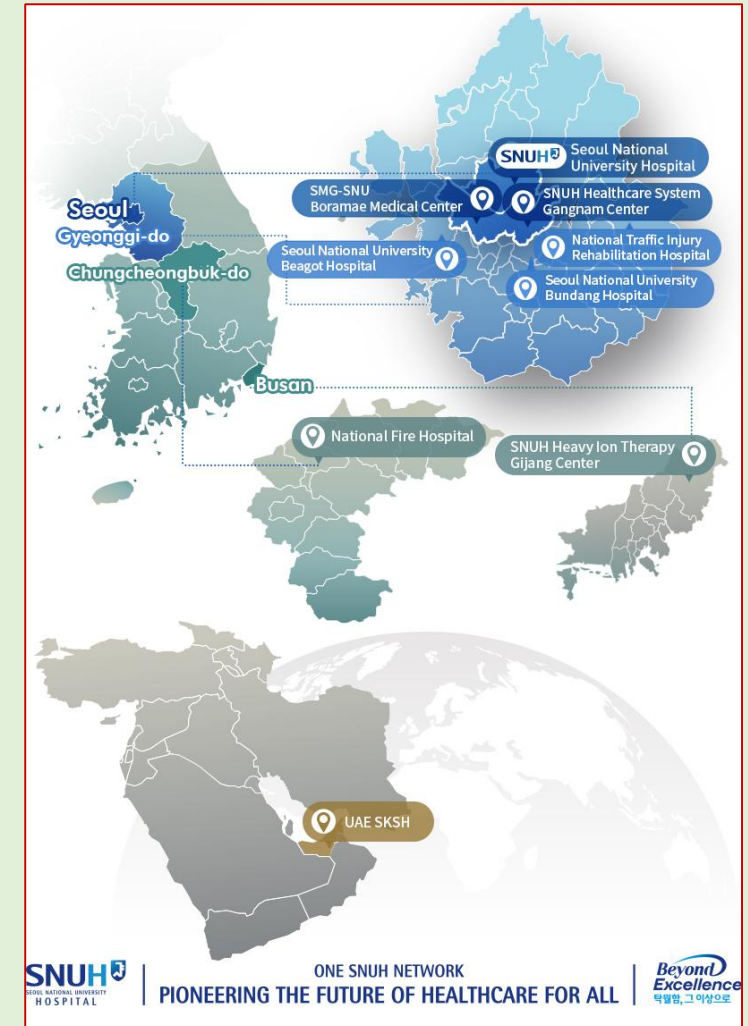 SNUH
Seoul National
University Hospital
SMG-SNU
Boramae Medical Center
SNUH Healthcare System
Gangnam Center
Seoul
Gyeonggi-do
Seoul National University
Beagot Hospital
National Traffic Injury
Rehabilitation Hospital
Chungcheongbuk-do
Seoul National University
Bundang Hospital
Busan
National Fire Hospital
SNUH Heavy Ion Therapy
Gijang Center
UAE SKSH
SNUH
SEOUL NATIONAL UNIVERSITY
HOSPITAL
ONE SNUH NETWORK
PIONEERING THE FUTURE OF HEALTHCARE FOR ALL
Beyond
Excellence
탁월함, 그 이상으로